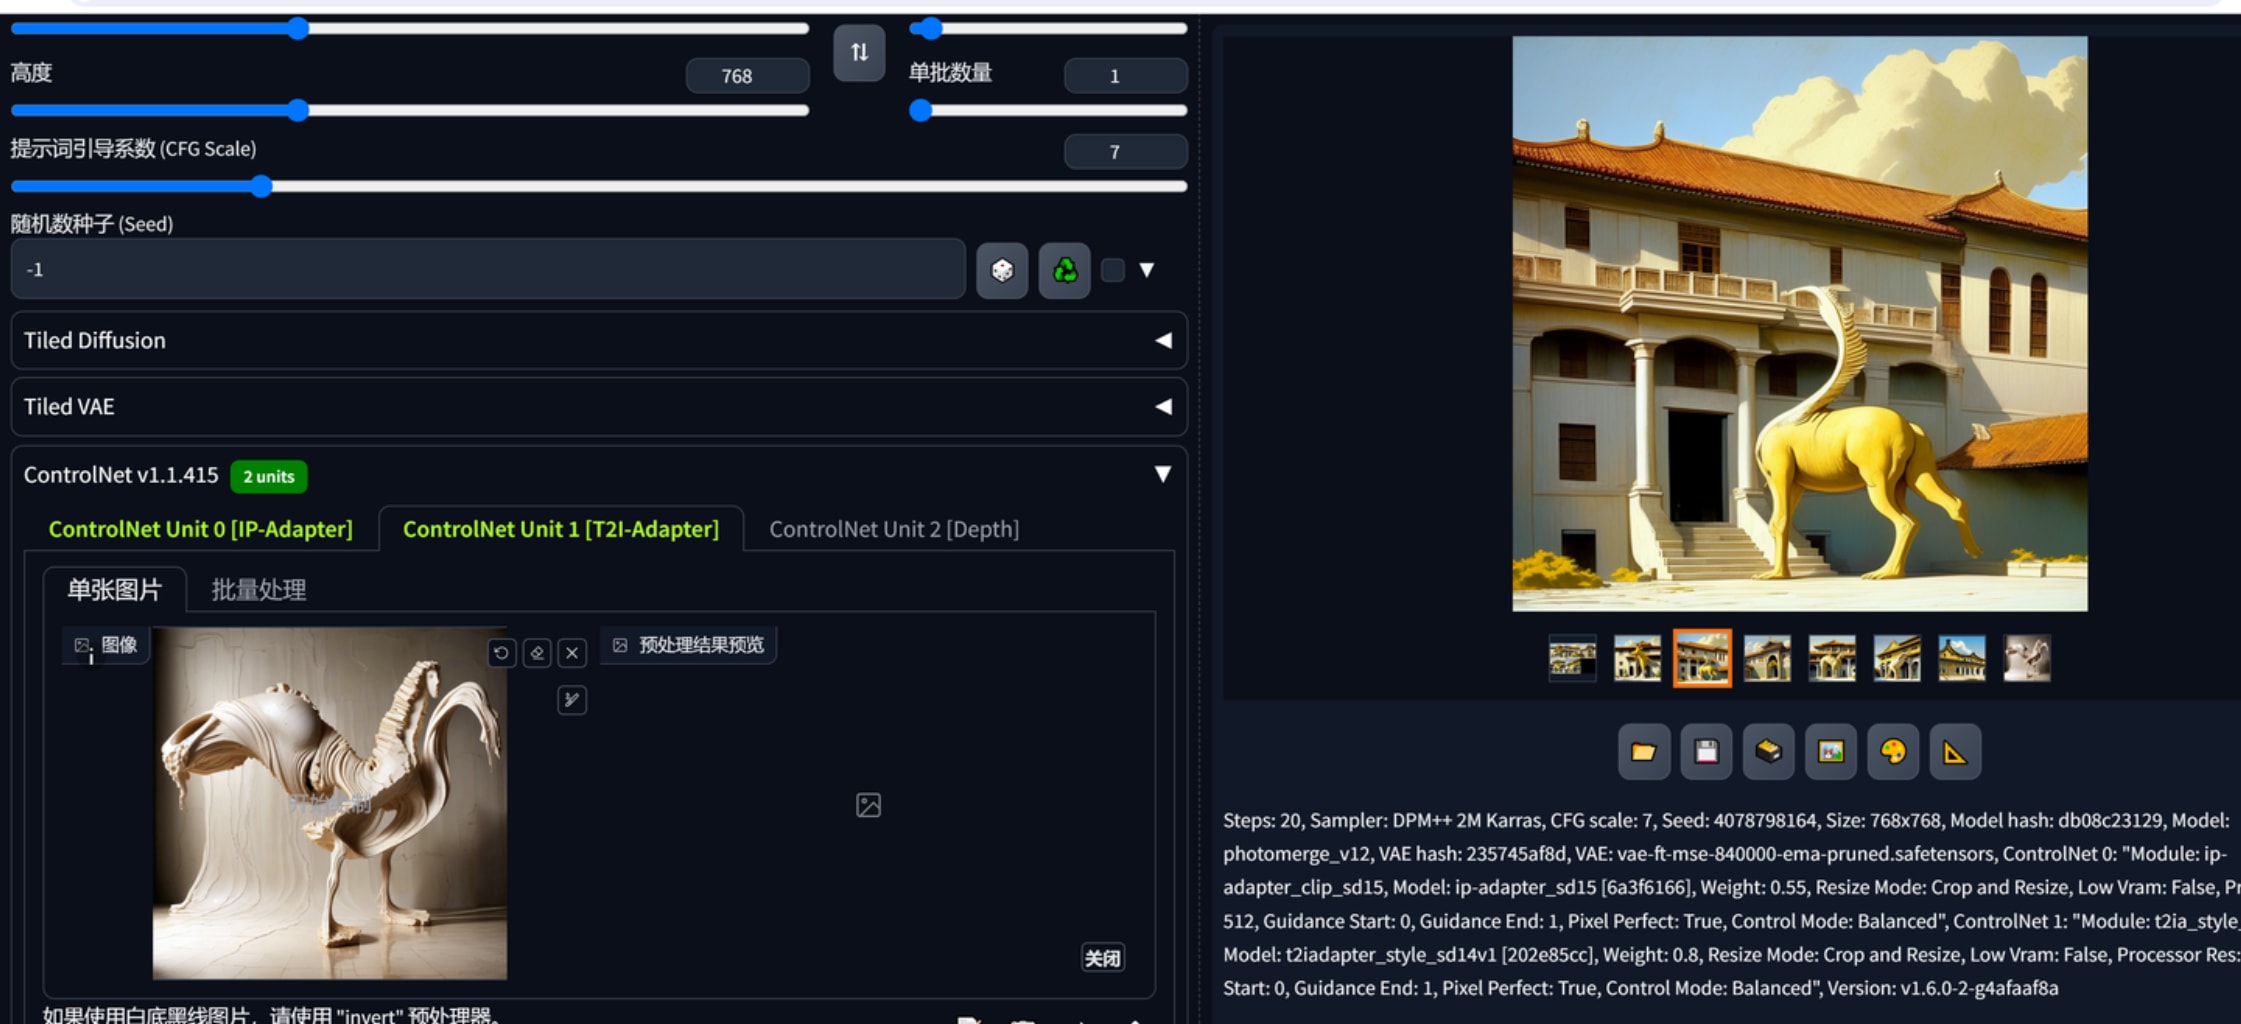 高度
768
单批数量
1
提示词引导系数 (CFG Scale)
7
随机数种子 (Seed)
-1
Tiled Diffusion
Tiled VAE
ControlNet v1.1.415
2 units
ControlNet Unit 0 [IP-Adapter]
ControlNet Unit 1 [T2I-Adapter]
ControlNet Unit 2 [Depth]
单张图片
批量处理
图像
预处理结果预览
开始绘制
关闭
如果使用白底黑线图片，请使用 "invert" 预处理器。
Steps: 20, Sampler: DPM++ 2M Karras, CFG scale: 7, Seed: 4078798164, Size: 768x768, Model hash: db08c23129, Model:
photomerge_v12, VAE hash: 235745af8d, VAE: vae-ft-mse-840000-ema-pruned.safetensors, ControlNet 0: "Module: ip-
adapter_clip_sd15, Model: ip-adapter_sd15 [6a3f6166], Weight: 0.55, Resize Mode: Crop and Resize, Low Vram: False, Pr
512, Guidance Start: 0, Guidance End: 1, Pixel Perfect: True, Control Mode: Balanced", ControlNet 1: "Module: t2ia_style_
Model: t2iadapter_style_sd14v1 [202e85cc], Weight: 0.8, Resize Mode: Crop and Resize, Low Vram: False, Processor Res:
Start: 0, Guidance End: 1, Pixel Perfect: True, Control Mode: Balanced", Version: v1.6.0-2-g4afaaf8a